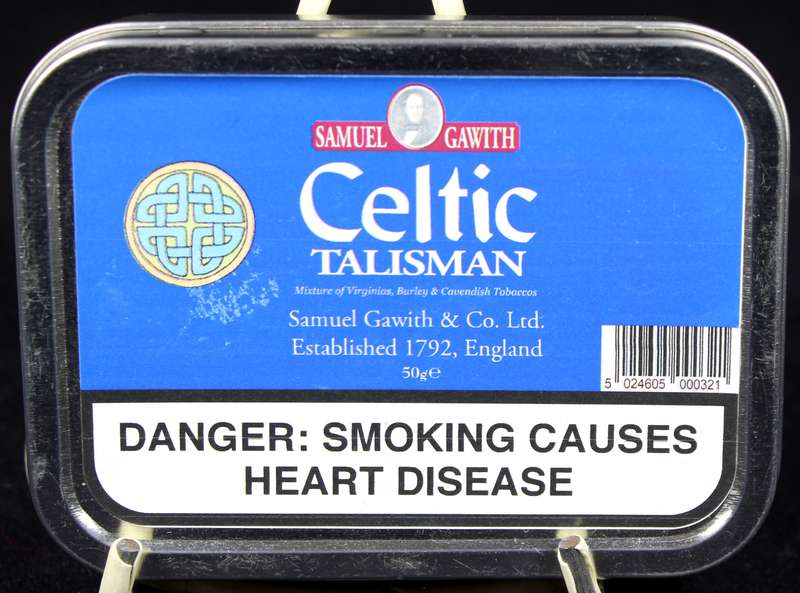 SAMUEL GAWITH
Celtic
TALISMAN
Mixture of Virginias, Burley & Cavendish Tobaccos
Samuel Gawith & Co. Ltd.
Established 1792, England
50g℮
5 024605 000321
DANGER: SMOKING CAUSES
HEART DISEASE